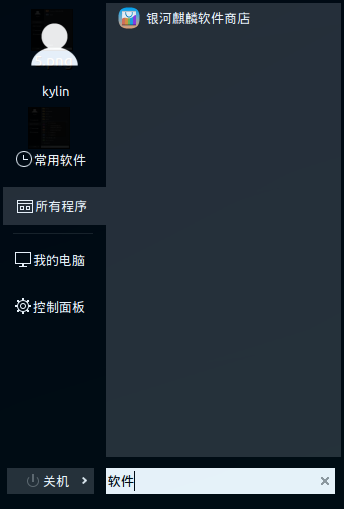 银河麒麟软件商店
kylin
常用软件
所有程序
我的电脑
控制面板
关机
软件